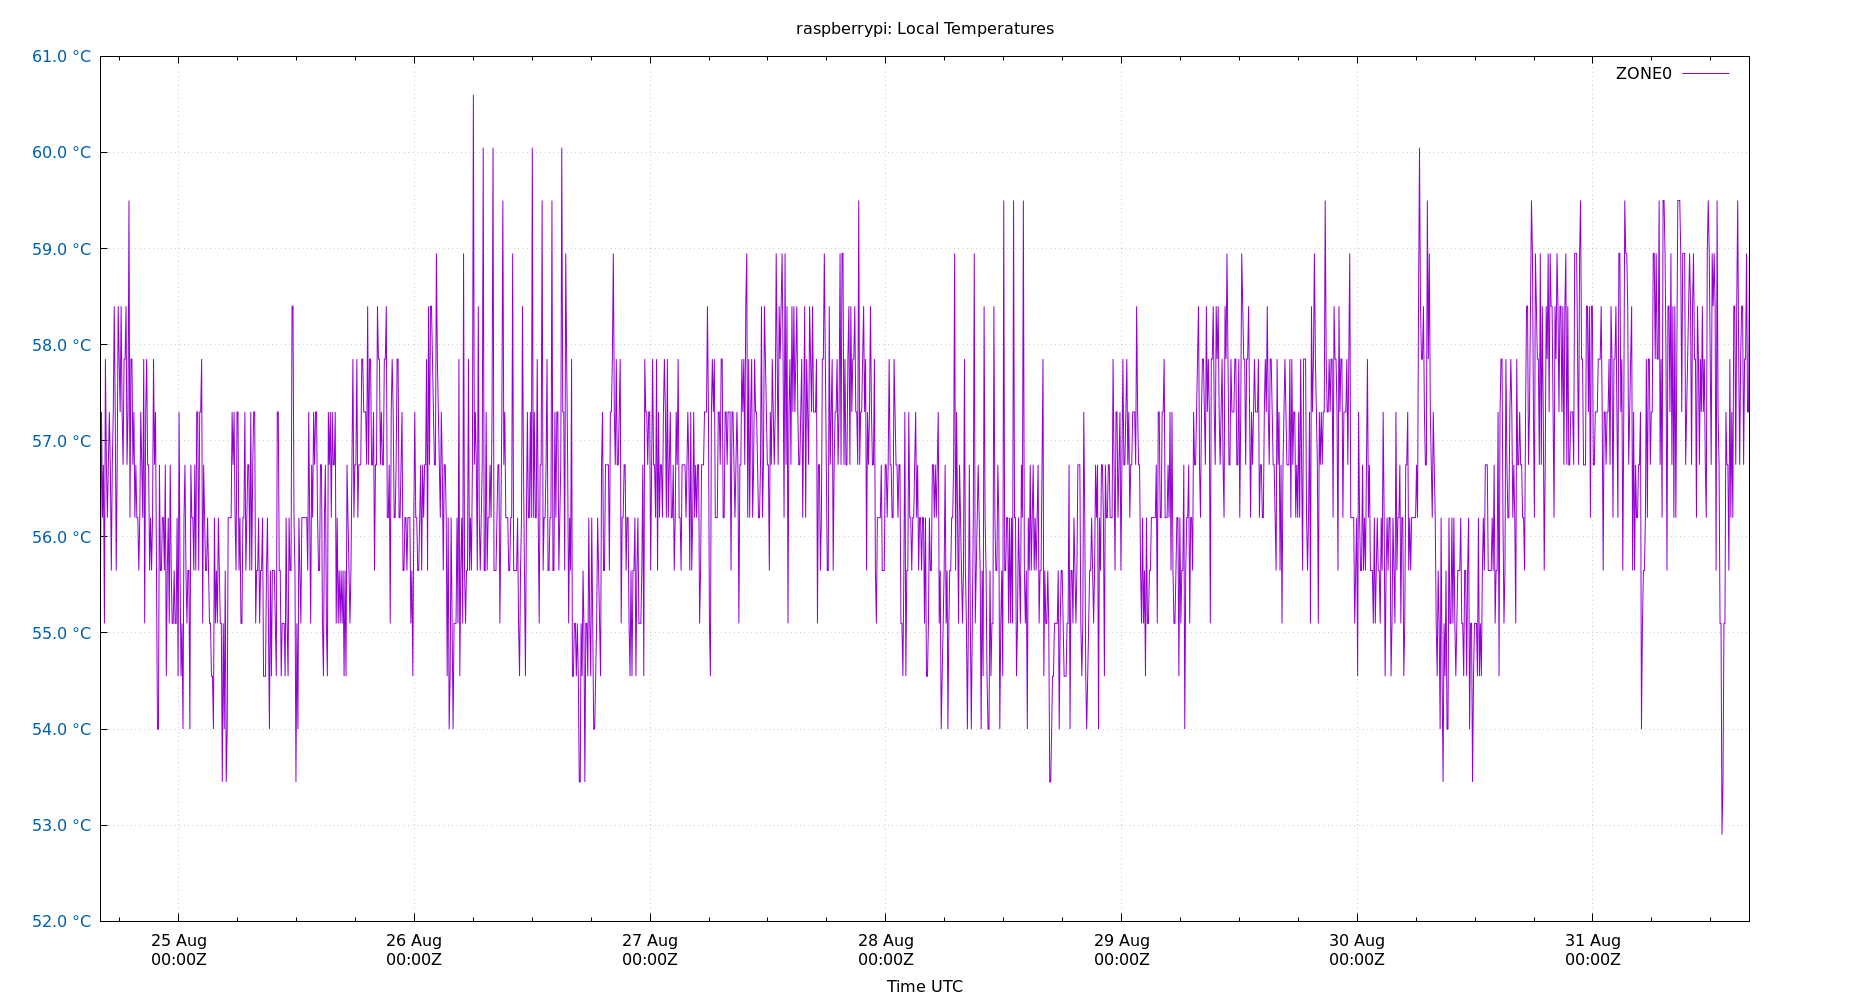 raspberrypi: Local Temperatures
ZONE0
61.0 °C
60.0 °C
59.0 °C
58.0 °C
57.0 °C
56.0 °C
55.0 °C
54.0 °C
53.0 °C
52.0 °C
25 Aug 26 Aug 27 Aug 28 Aug 29 Aug 30 Aug 31 Aug
00:00Z 00:00Z 00:00Z 00:00Z 00:00Z 00:00Z 00:00Z
Time UTC